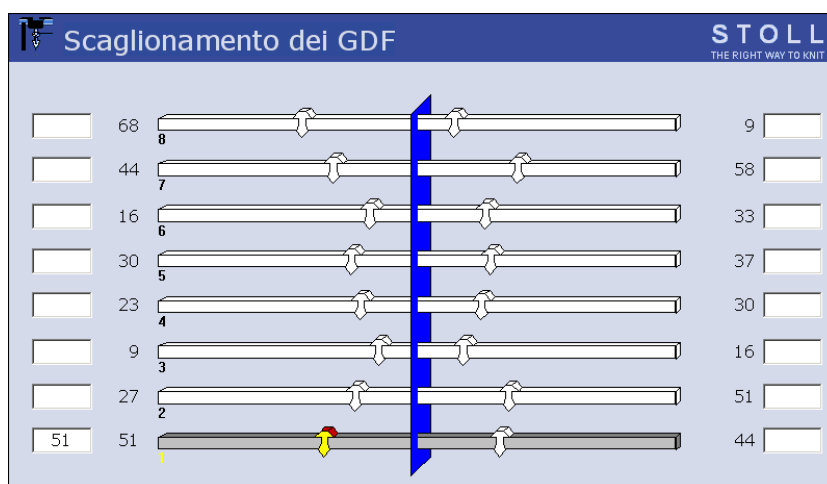 Scaglionamento dei GDF
STOLL
THE RIGHT WAY TO KNIT
68 8 9
44 7 58
16 6 33
30 5 37
23 4 30
9 3 16
27 2 51
51 51 1 44